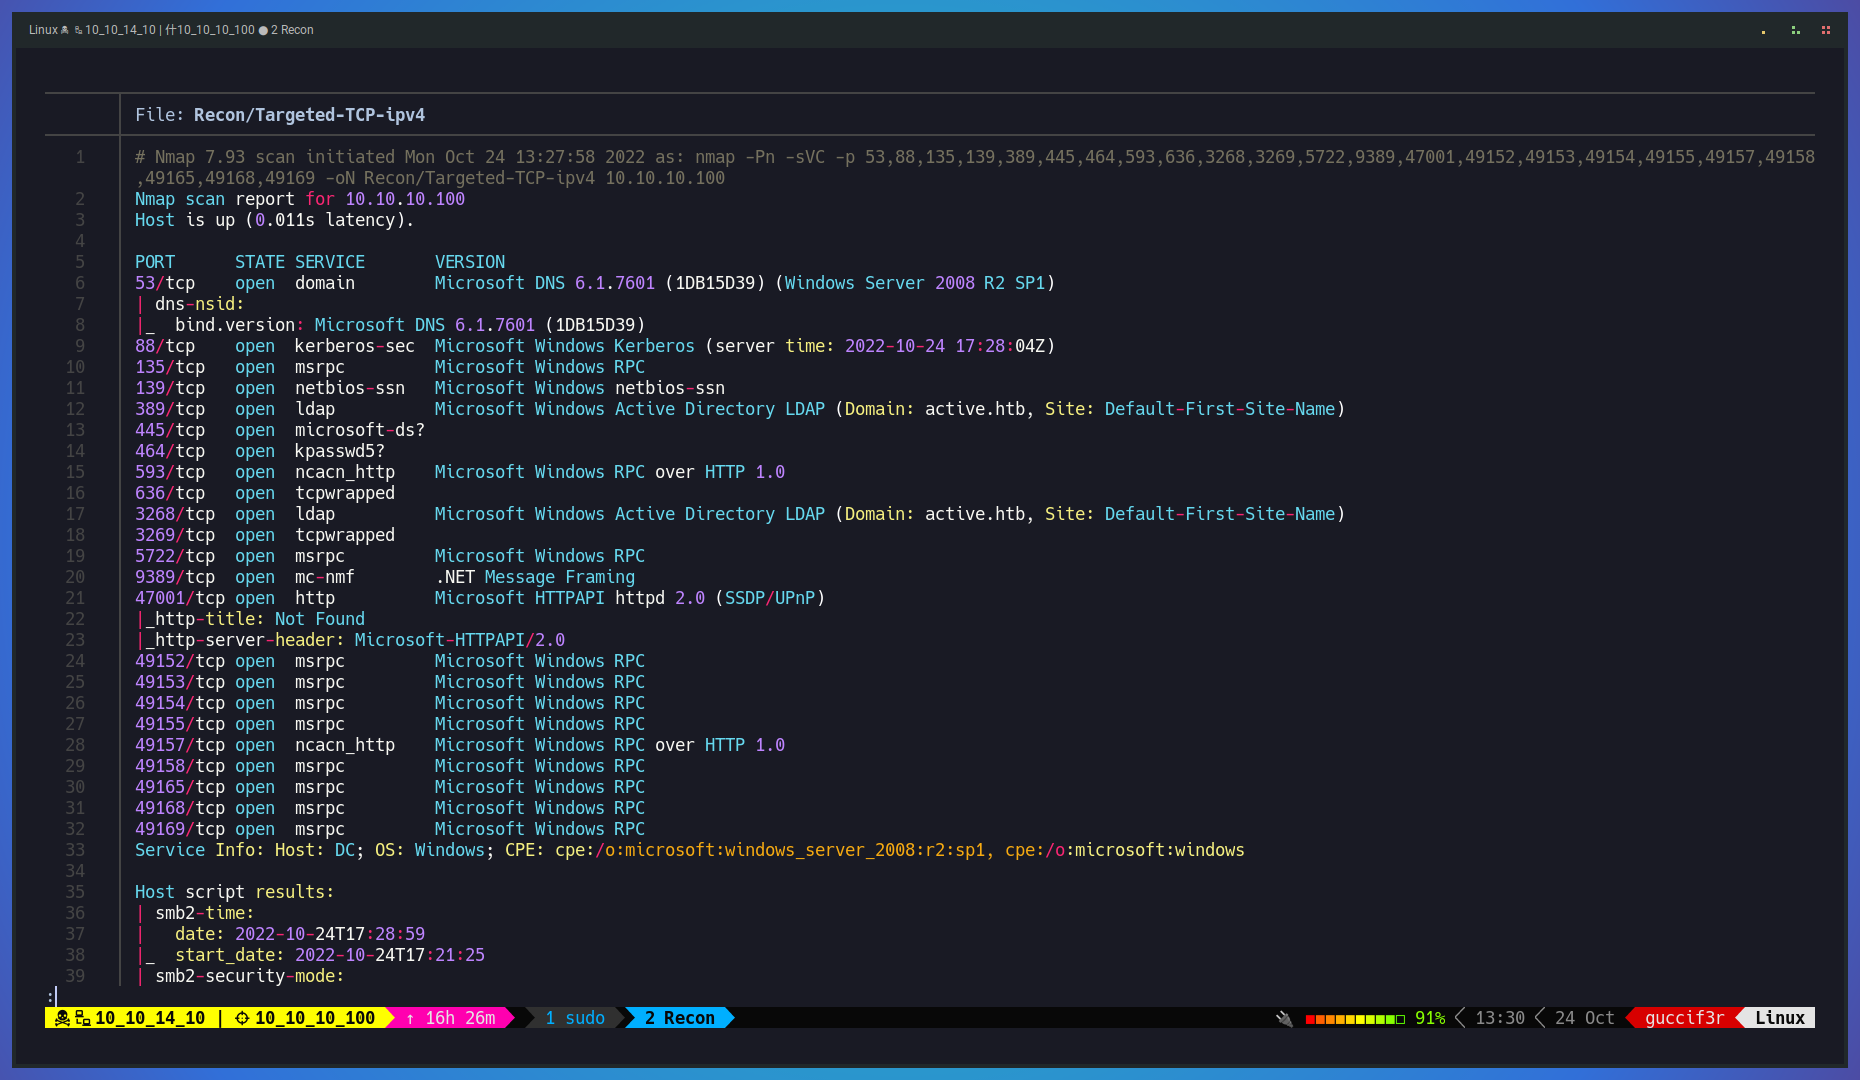 Linux 10_10_14_10 | 什10_10_10_100 ● 2 Recon
File: Recon/Targeted-TCP-ipv4
1 # Nmap 7.93 scan initiated Mon Oct 24 13:27:58 2022 as: nmap -Pn -sVC -p 53,88,135,139,389,445,464,593,636,3268,3269,5722,9389,47001,49152,49153,49154,49155,49157,49158
,49165,49168,49169 -oN Recon/Targeted-TCP-ipv4 10.10.10.100
2 Nmap scan report for 10.10.10.100
3 Host is up (0.011s latency).
4
5 PORT      STATE SERVICE       VERSION
6 53/tcp    open  domain        Microsoft DNS 6.1.7601 (1DB15D39) (Windows Server 2008 R2 SP1)
7 | dns-nsid:
8 |_  bind.version: Microsoft DNS 6.1.7601 (1DB15D39)
9 88/tcp    open  kerberos-sec  Microsoft Windows Kerberos (server time: 2022-10-24 17:28:04Z)
10 135/tcp   open  msrpc         Microsoft Windows RPC
11 139/tcp   open  netbios-ssn   Microsoft Windows netbios-ssn
12 389/tcp   open  ldap          Microsoft Windows Active Directory LDAP (Domain: active.htb, Site: Default-First-Site-Name)
13 445/tcp   open  microsoft-ds?
14 464/tcp   open  kpasswd5?
15 593/tcp   open  ncacn_http    Microsoft Windows RPC over HTTP 1.0
16 636/tcp   open  tcpwrapped
17 3268/tcp  open  ldap          Microsoft Windows Active Directory LDAP (Domain: active.htb, Site: Default-First-Site-Name)
18 3269/tcp  open  tcpwrapped
19 5722/tcp  open  msrpc         Microsoft Windows RPC
20 9389/tcp  open  mc-nmf        .NET Message Framing
21 47001/tcp open  http          Microsoft HTTPAPI httpd 2.0 (SSDP/UPnP)
22 |_http-title: Not Found
23 |_http-server-header: Microsoft-HTTPAPI/2.0
24 49152/tcp open  msrpc         Microsoft Windows RPC
25 49153/tcp open  msrpc         Microsoft Windows RPC
26 49154/tcp open  msrpc         Microsoft Windows RPC
27 49155/tcp open  msrpc         Microsoft Windows RPC
28 49157/tcp open  ncacn_http    Microsoft Windows RPC over HTTP 1.0
29 49158/tcp open  msrpc         Microsoft Windows RPC
30 49165/tcp open  msrpc         Microsoft Windows RPC
31 49168/tcp open  msrpc         Microsoft Windows RPC
32 49169/tcp open  msrpc         Microsoft Windows RPC
33 Service Info: Host: DC; OS: Windows; CPE: cpe:/o:microsoft:windows_server_2008:r2:sp1, cpe:/o:microsoft:windows
34
35 Host script results:
36 | smb2-time:
37 |   date: 2022-10-24T17:28:59
38 |_  start_date: 2022-10-24T17:21:25
39 | smb2-security-mode:
:
10_10_14_10 | 10_10_10_100 ↑ 16h 26m 1 sudo 2 Recon 91% 13:30 24 Oct guccif3r Linux